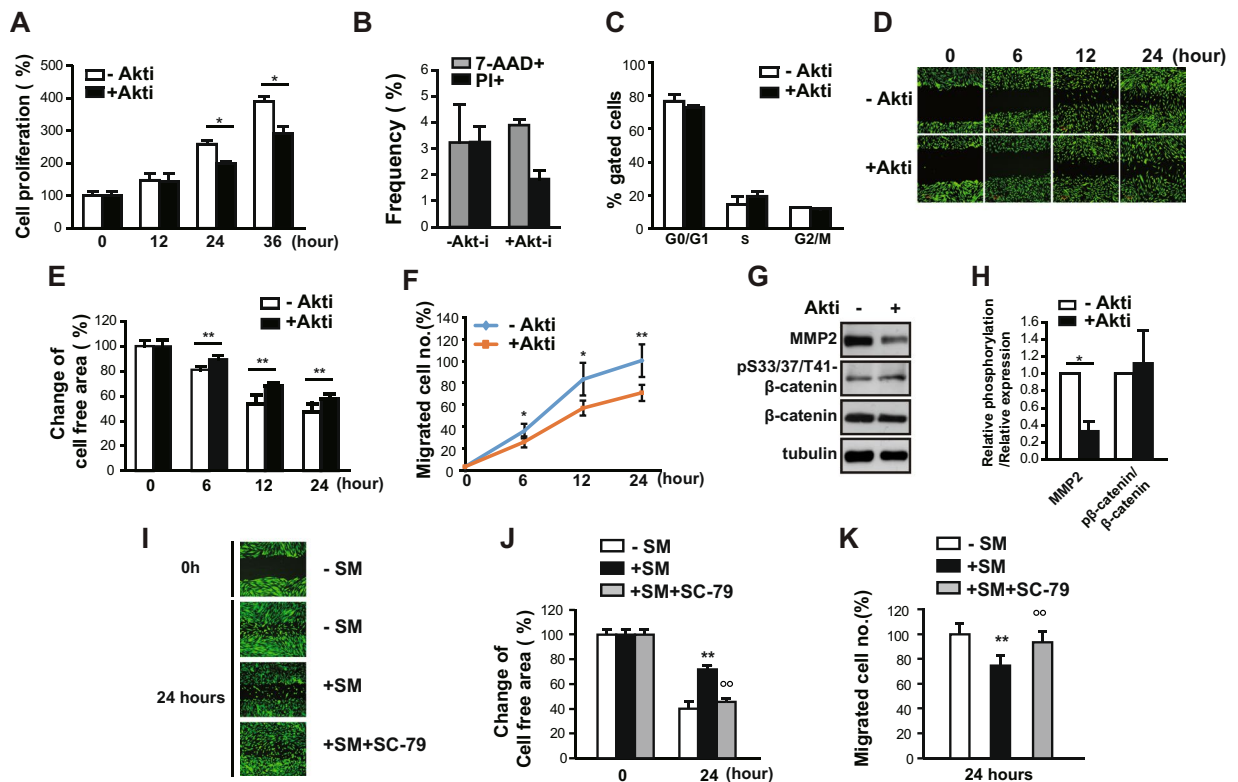 A
Cell proliferation ( %)
500
400
300
200
100
0
- Akti
+Akti
*
*
0 12 24 36 (hour)
B
Frequency ( %)
6
5
4
3
2
1
0
7-AAD+
PI+
-Akt-i +Akt-i
C
% gated cells
100
80
60
40
20
0
- Akti
+Akti
G0/G1 S G2/M
D
0 6 12 24 (hour)
- Akti
+Akti
E
Change of
cell free area ( %)
120
100
80
60
40
20
0
- Akti
+Akti
** ** **
0 6 12 24 (hour)
F
Migrated cell no.(%)
140
120
100
80
60
40
20
0
- Akti
+Akti
* * **
0 6 12 24 (hour)
G
Akti - +
MMP2
pS33/37/T41-
β-catenin
β-catenin
tubulin
H
Relative phosphorylation
/Relative expression
1.6
1.4
1.2
1.0
0.8
0.6
0.4
0.2
0
- Akti
+Akti
*
MMP2
pβ-catenin/
β-catenin
I
0h
- SM
24 hours
- SM
+SM
+SM+SC-79
J
- SM
+SM
+SM+SC-79
Change of
Cell free area ( %)
120
100
80
60
40
20
0
**
oo
0 24 (hour)
K
- SM
+SM
+SM+SC-79
Migrated cell no.(%)
120
100
80
60
40
20
0
**
oo
24 hours